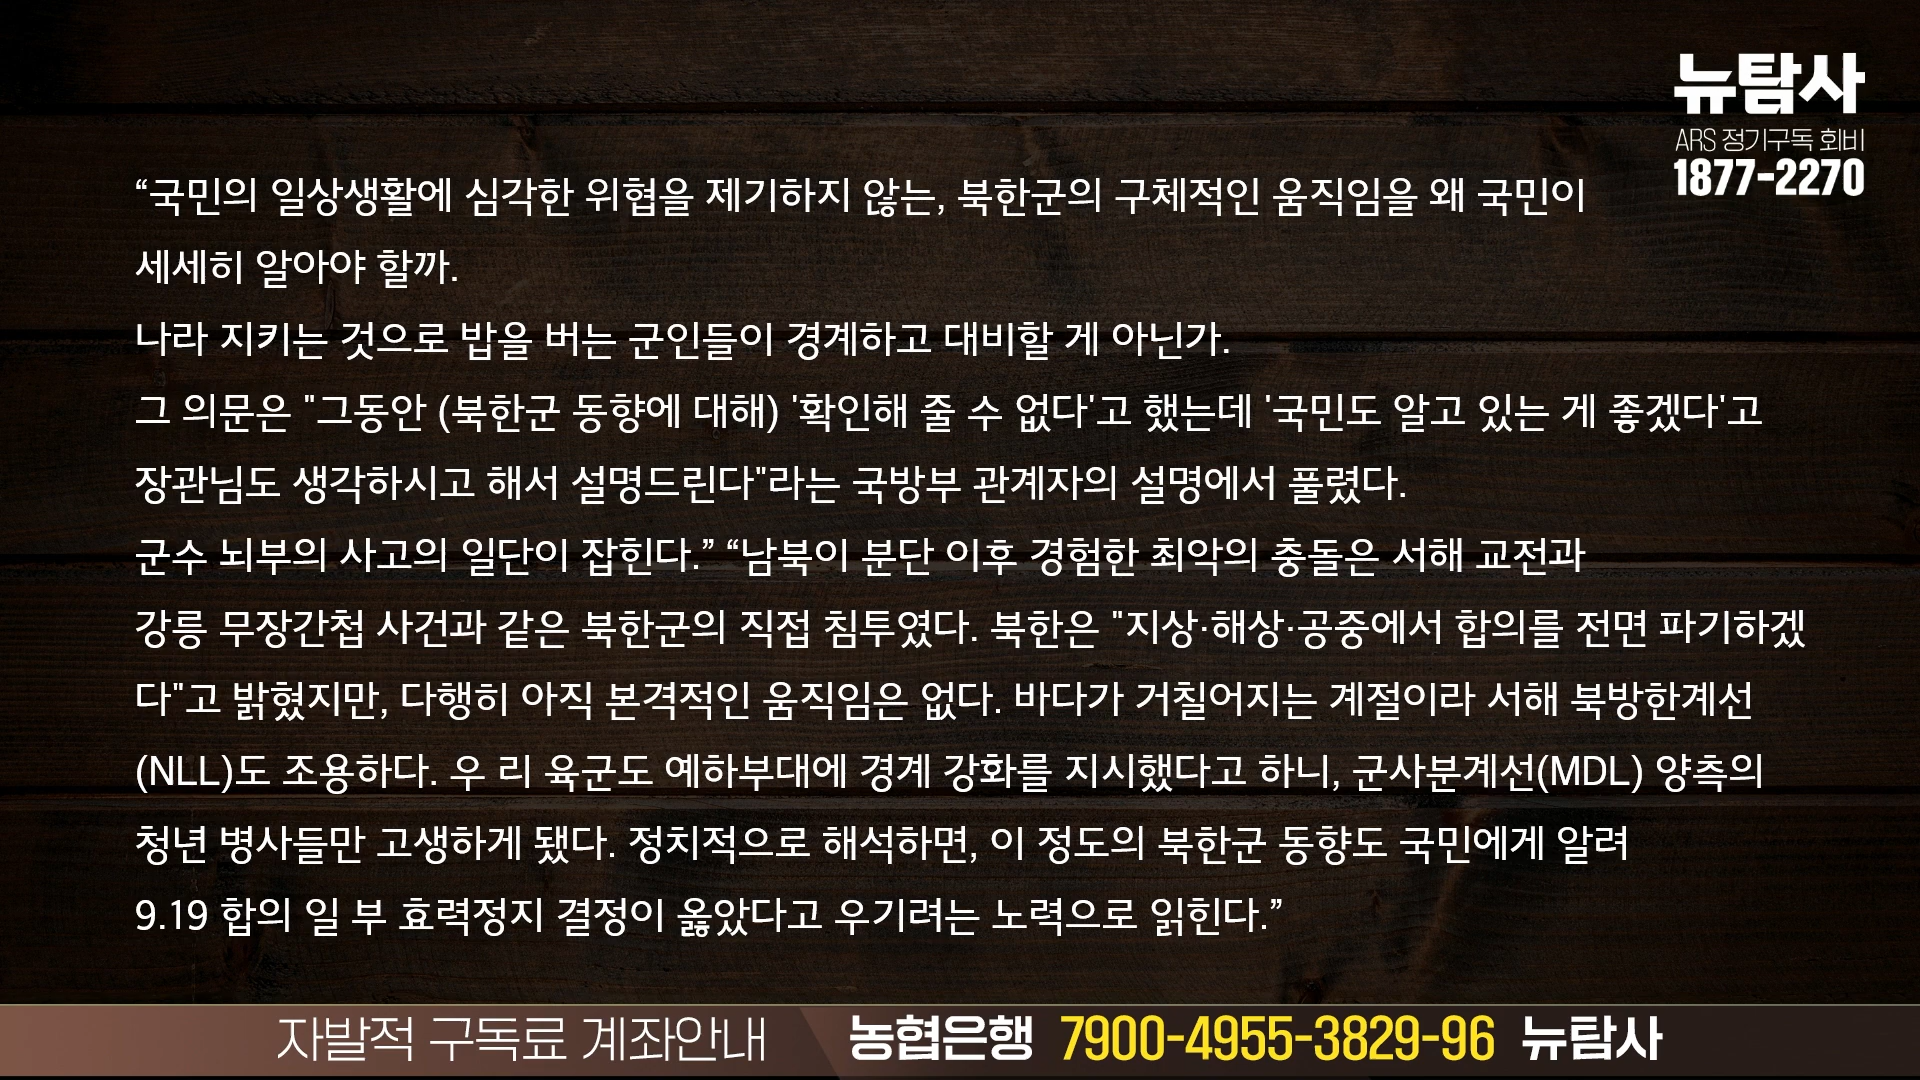 뉴탐사
ARS 정기구독 회비
1877-2270
“국민의 일상생활에 심각한 위협을 제기하지 않는, 북한군의 구체적인 움직임을 왜 국민이
세세히 알아야 할까.
나라 지키는 것으로 밥을 버는 군인들이 경계하고 대비할 게 아닌가.
그 의문은 "그동안 (북한군 동향에 대해) '확인해 줄 수 없다'고 했는데 '국민도 알고 있는 게 좋겠다'고
장관님도 생각하시고 해서 설명드린다"라는 국방부 관계자의 설명에서 풀렸다.
군수 뇌부의 사고의 일단이 잡힌다.” “남북이 분단 이후 경험한 최악의 충돌은 서해 교전과
강릉 무장간첩 사건과 같은 북한군의 직접 침투였다. 북한은 "지상·해상·공중에서 합의를 전면 파기하겠
다"고 밝혔지만, 다행히 아직 본격적인 움직임은 없다. 바다가 거칠어지는 계절이라 서해 북방한계선
(NLL)도 조용하다. 우 리 육군도 예하부대에 경계 강화를 지시했다고 하니, 군사분계선(MDL) 양측의
청년 병사들만 고생하게 됐다. 정치적으로 해석하면, 이 정도의 북한군 동향도 국민에게 알려
9.19 합의 일 부 효력정지 결정이 옳았다고 우기려는 노력으로 읽힌다.”
자발적 구독료 계좌안내 농협은행 7900-4955-3829-96 뉴탐사